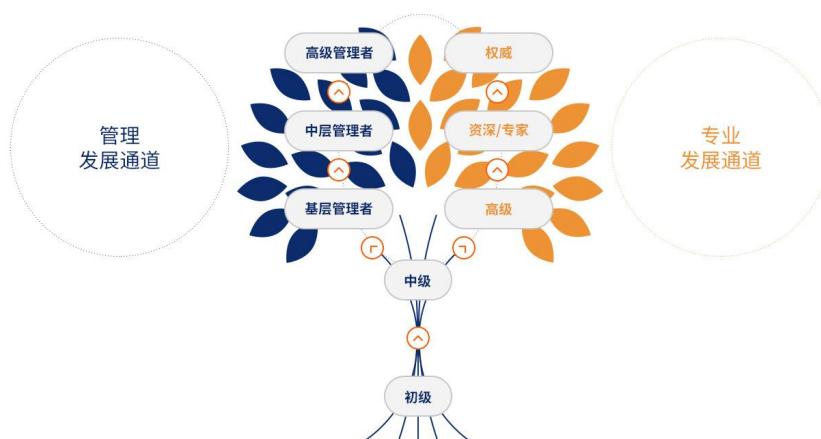 高级管理者
权威
中层管理者
资深/专家
管理
发展通道
专业
发展通道
基层管理者
高级
中级
初级